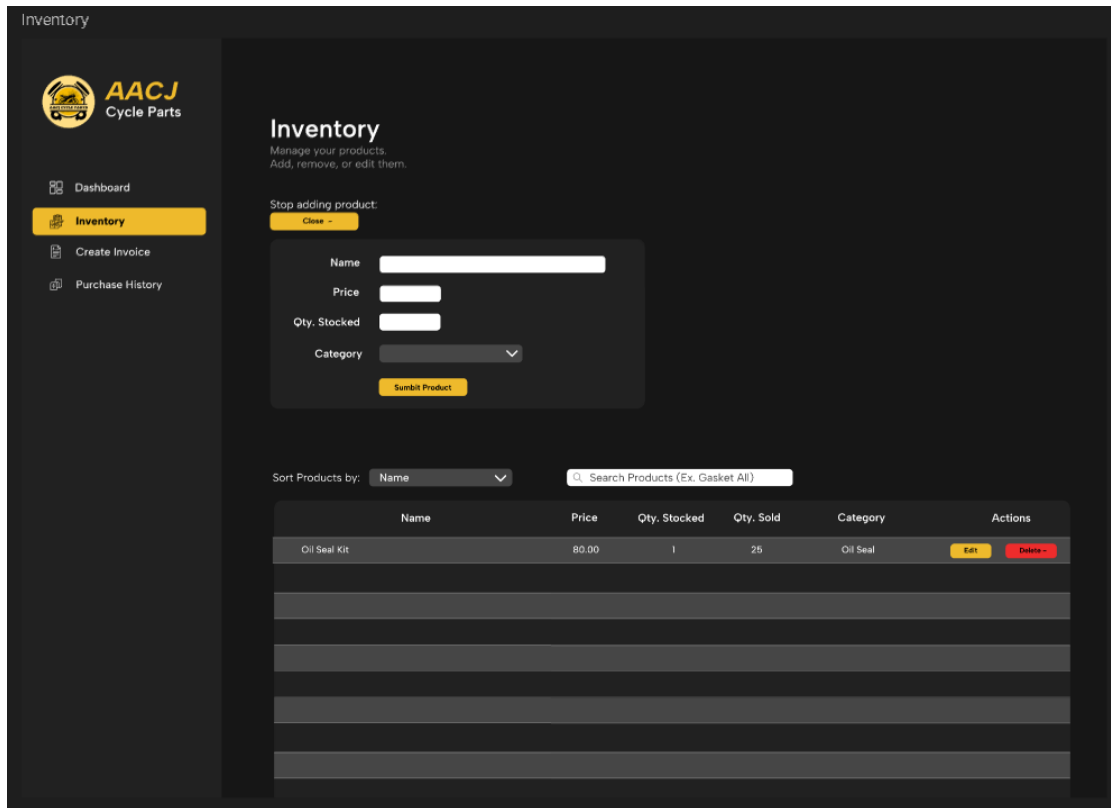 Inventory
AACJ
Cycle Parts
Dashboard
Inventory
Create Invoice
Purchase History
Inventory
Manage your products.
Add, remove, or edit them.
Stop adding product:
Close -
Name
Price
Qty. Stocked
Category
Sumbit Product
Sort Products by: Name Search Products (Ex. Gasket All)
Name Price Qty. Stocked Qty. Sold Category Actions
Oil Seal Kit 80.00 1 25 Oil Seal Edit Delete -